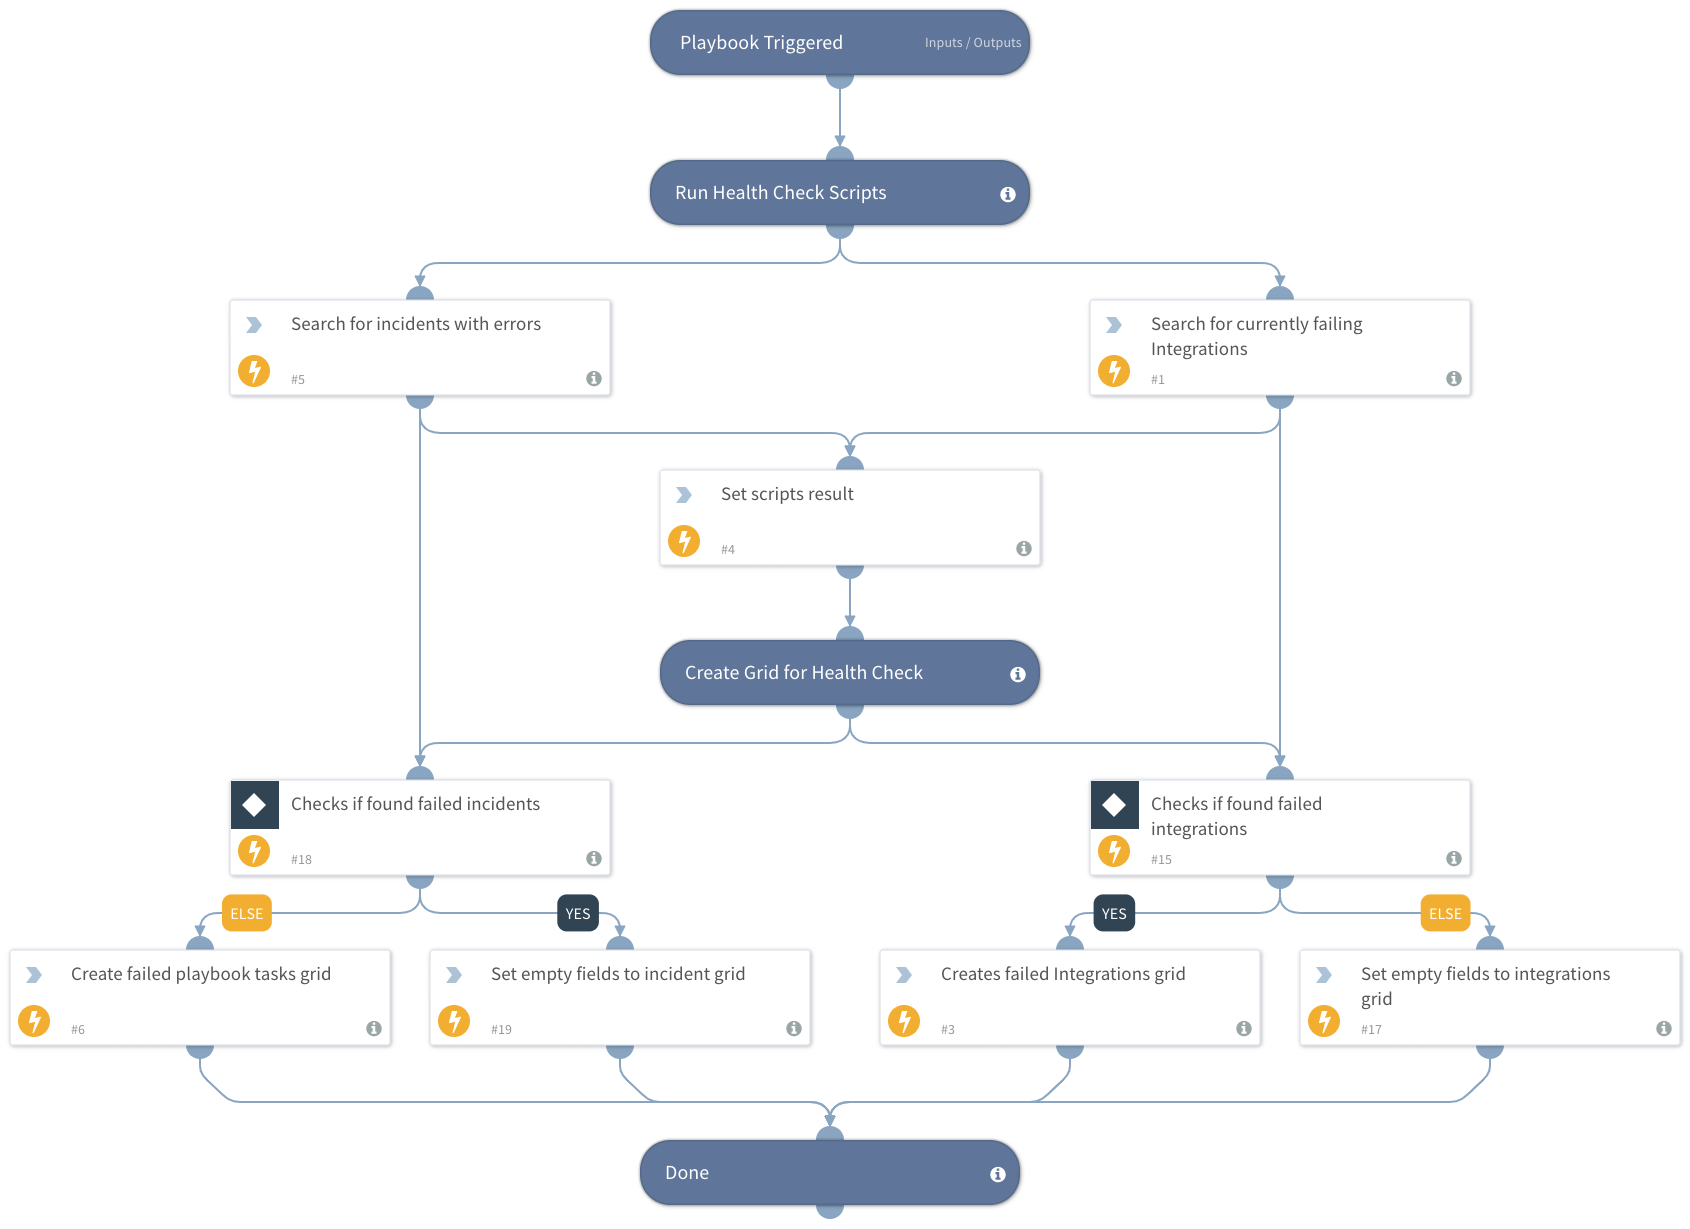 Playbook Triggered
Inputs / Outputs
Run Health Check Scripts
Search for incidents with errors
#5
Search for currently failing
Integrations
#1
Set scripts result
#4
Create Grid for Health Check
Checks if found failed incidents
#18
Checks if found failed
integrations
#15
ELSE
YES
YES
ELSE
Create failed playbook tasks grid
#6
Set empty fields to incident grid
#19
Creates failed Integrations grid
#3
Set empty fields to integrations
grid
#17
Done